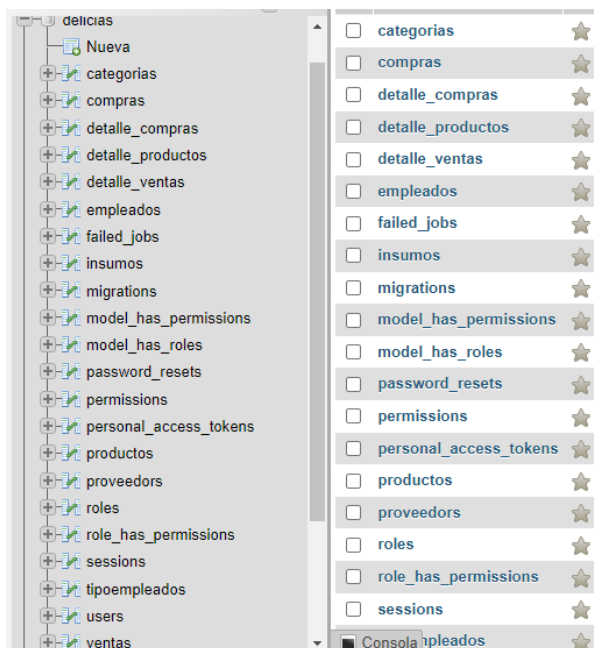 delicias
Nueva
categorias
compras
detalle_compras
detalle_productos
detalle_ventas
empleados
failed_jobs
insumos
migrations
model_has_permissions
model_has_roles
password_resets
permissions
personal_access_tokens
productos
proveedors
roles
role_has_permissions
sessions
tipoempleados
users
ventas
categorias
compras
detalle_compras
detalle_productos
detalle_ventas
empleados
failed_jobs
insumos
migrations
model_has_permissions
model_has_roles
password_resets
permissions
personal_access_tokens
productos
proveedors
roles
role_has_permissions
sessions
Consola